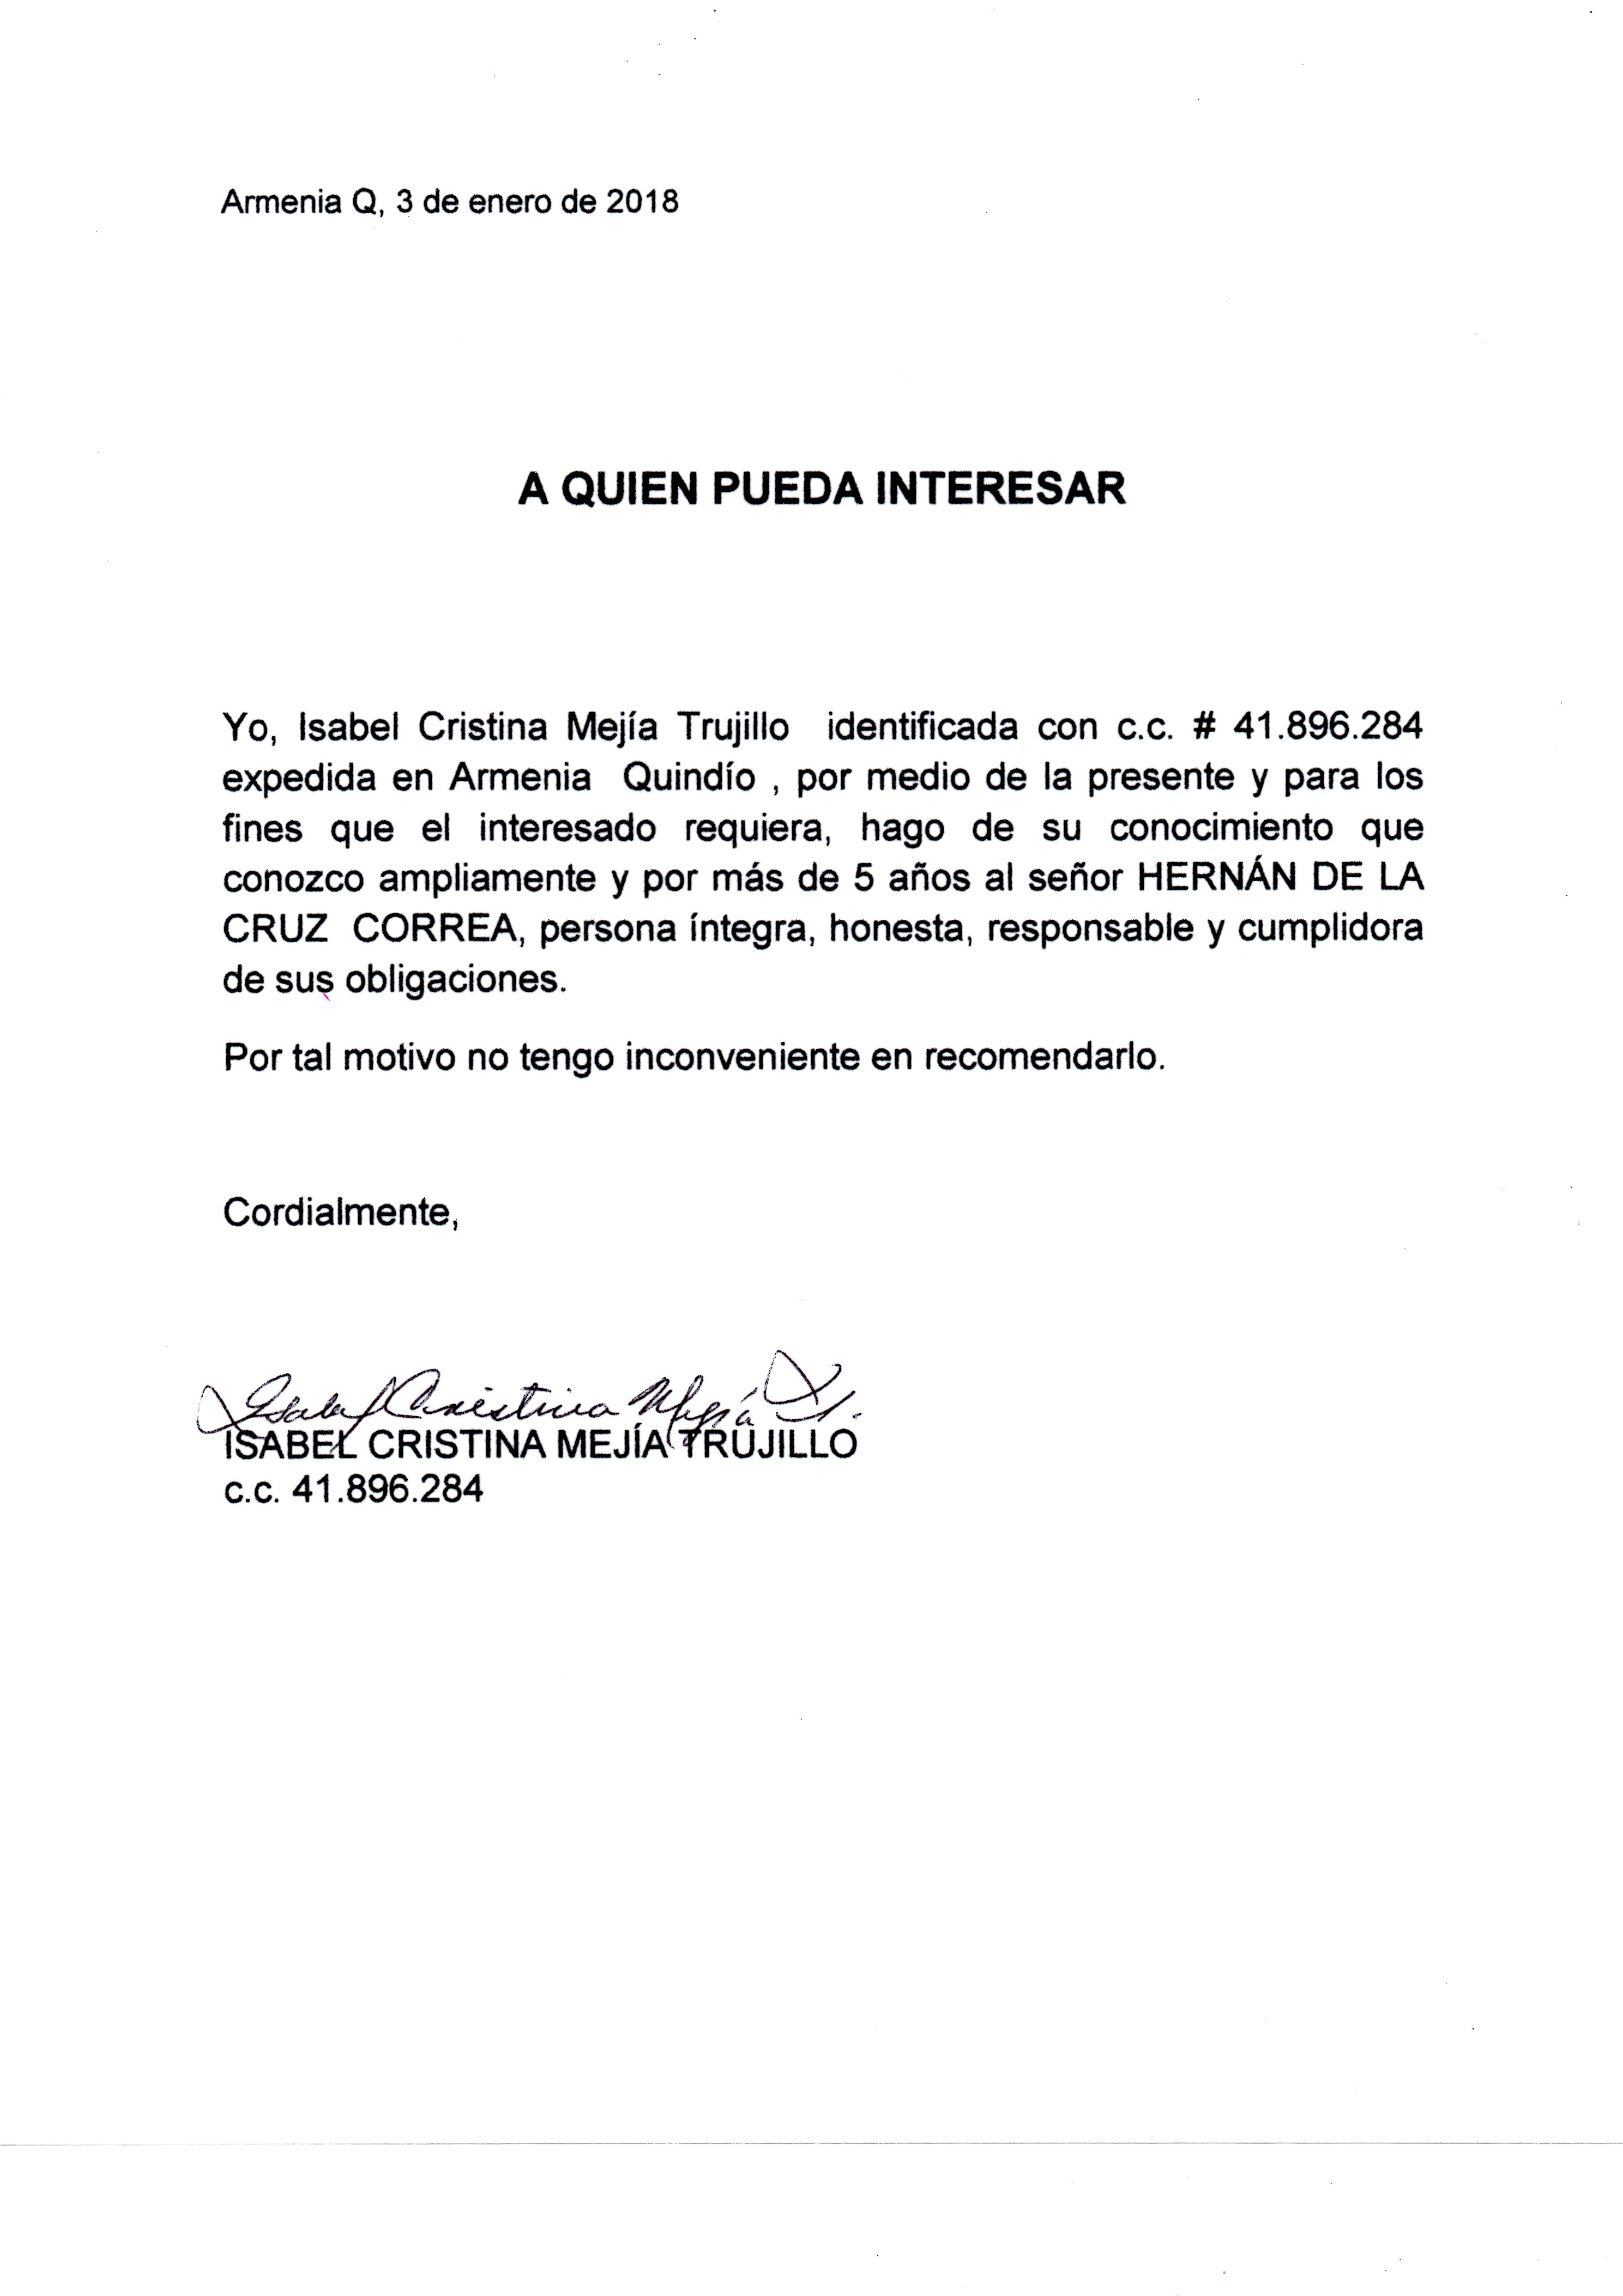 Armenia Q, 3 de enero de 2018
A QUIEN PUEDA INTERESAR
Yo, Isabel Cristina Mejía Trujillo identificada con c.c. # 41.896.284
expedida en Armenia Quindío , por medio de la presente y para los
fines que el interesado requiera, hago de su conocimiento que
conozco ampliamente y por más de 5 años al señor HERNÁN DE LA
CRUZ CORREA, persona íntegra, honesta, responsable y cumplidora
de sus obligaciones.
Por tal motivo no tengo inconveniente en recomendarlo.
Cordialmente,
Isabel Cristina Mejía T.
ISABEL CRISTINA MEJÍA TRUJILLO
c.c. 41.896.284